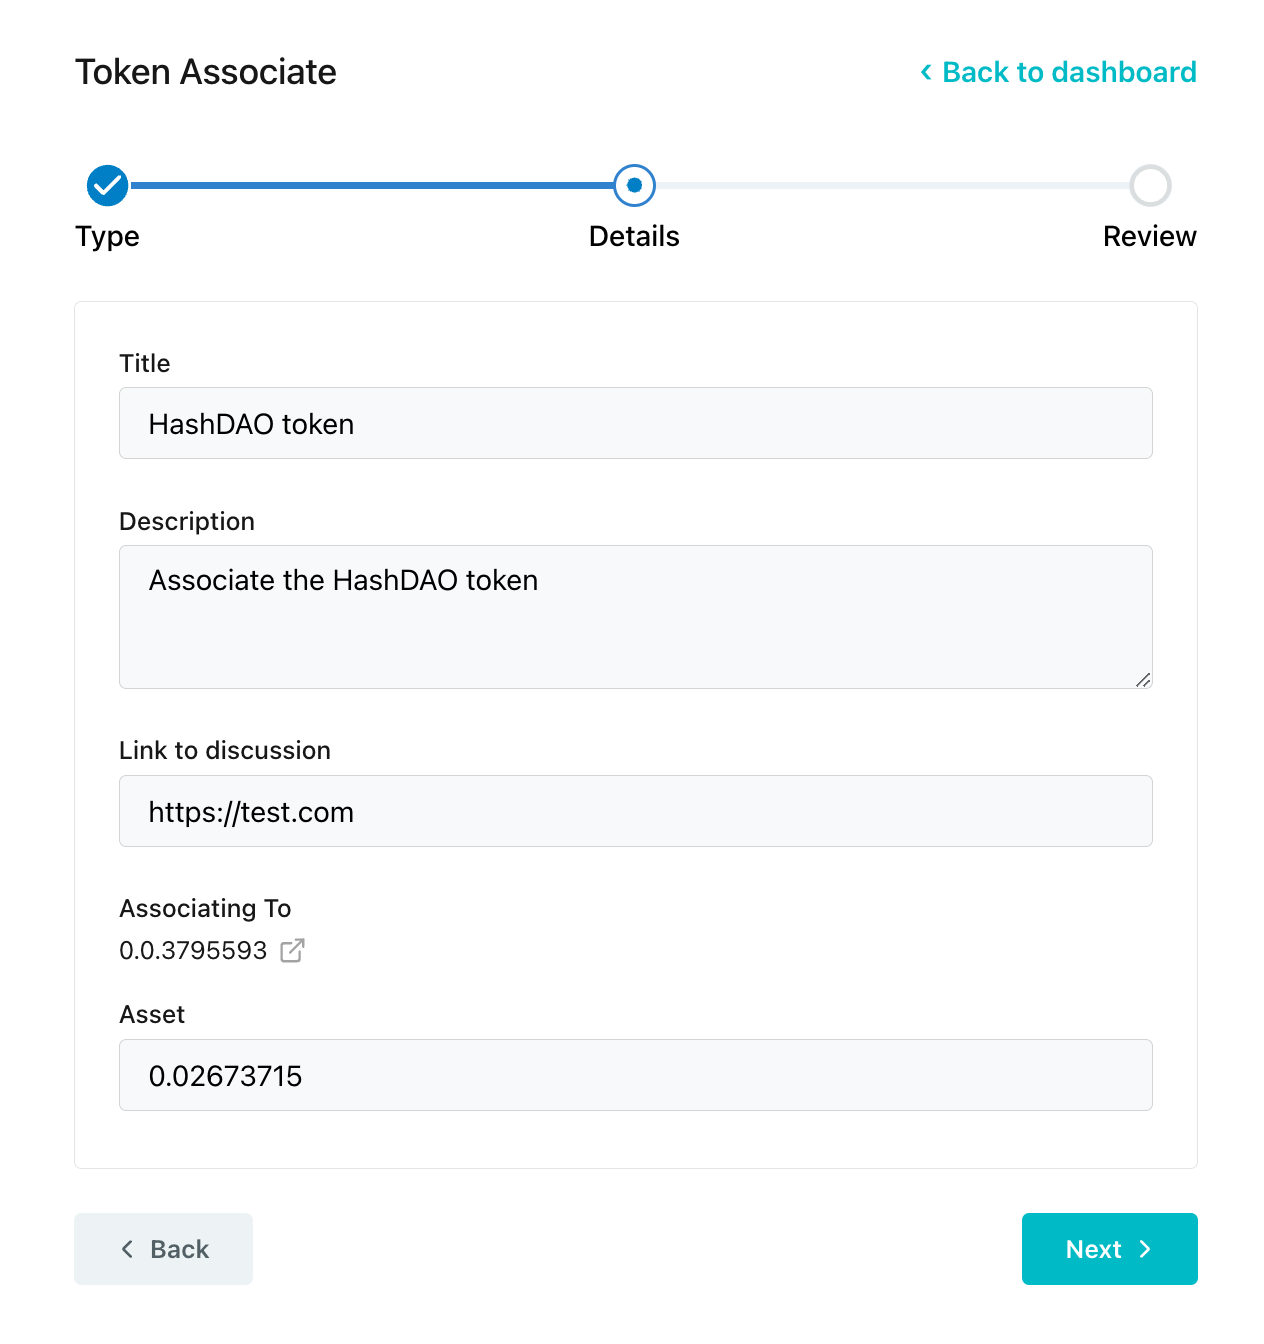 Token Associate
Back to dashboard
Type
Details
Review
Title
HashDAO token
Description
Associate the HashDAO token
Link to discussion
https://test.com
Associating To
0.0.3795593
Asset
0.02673715
Back
Next